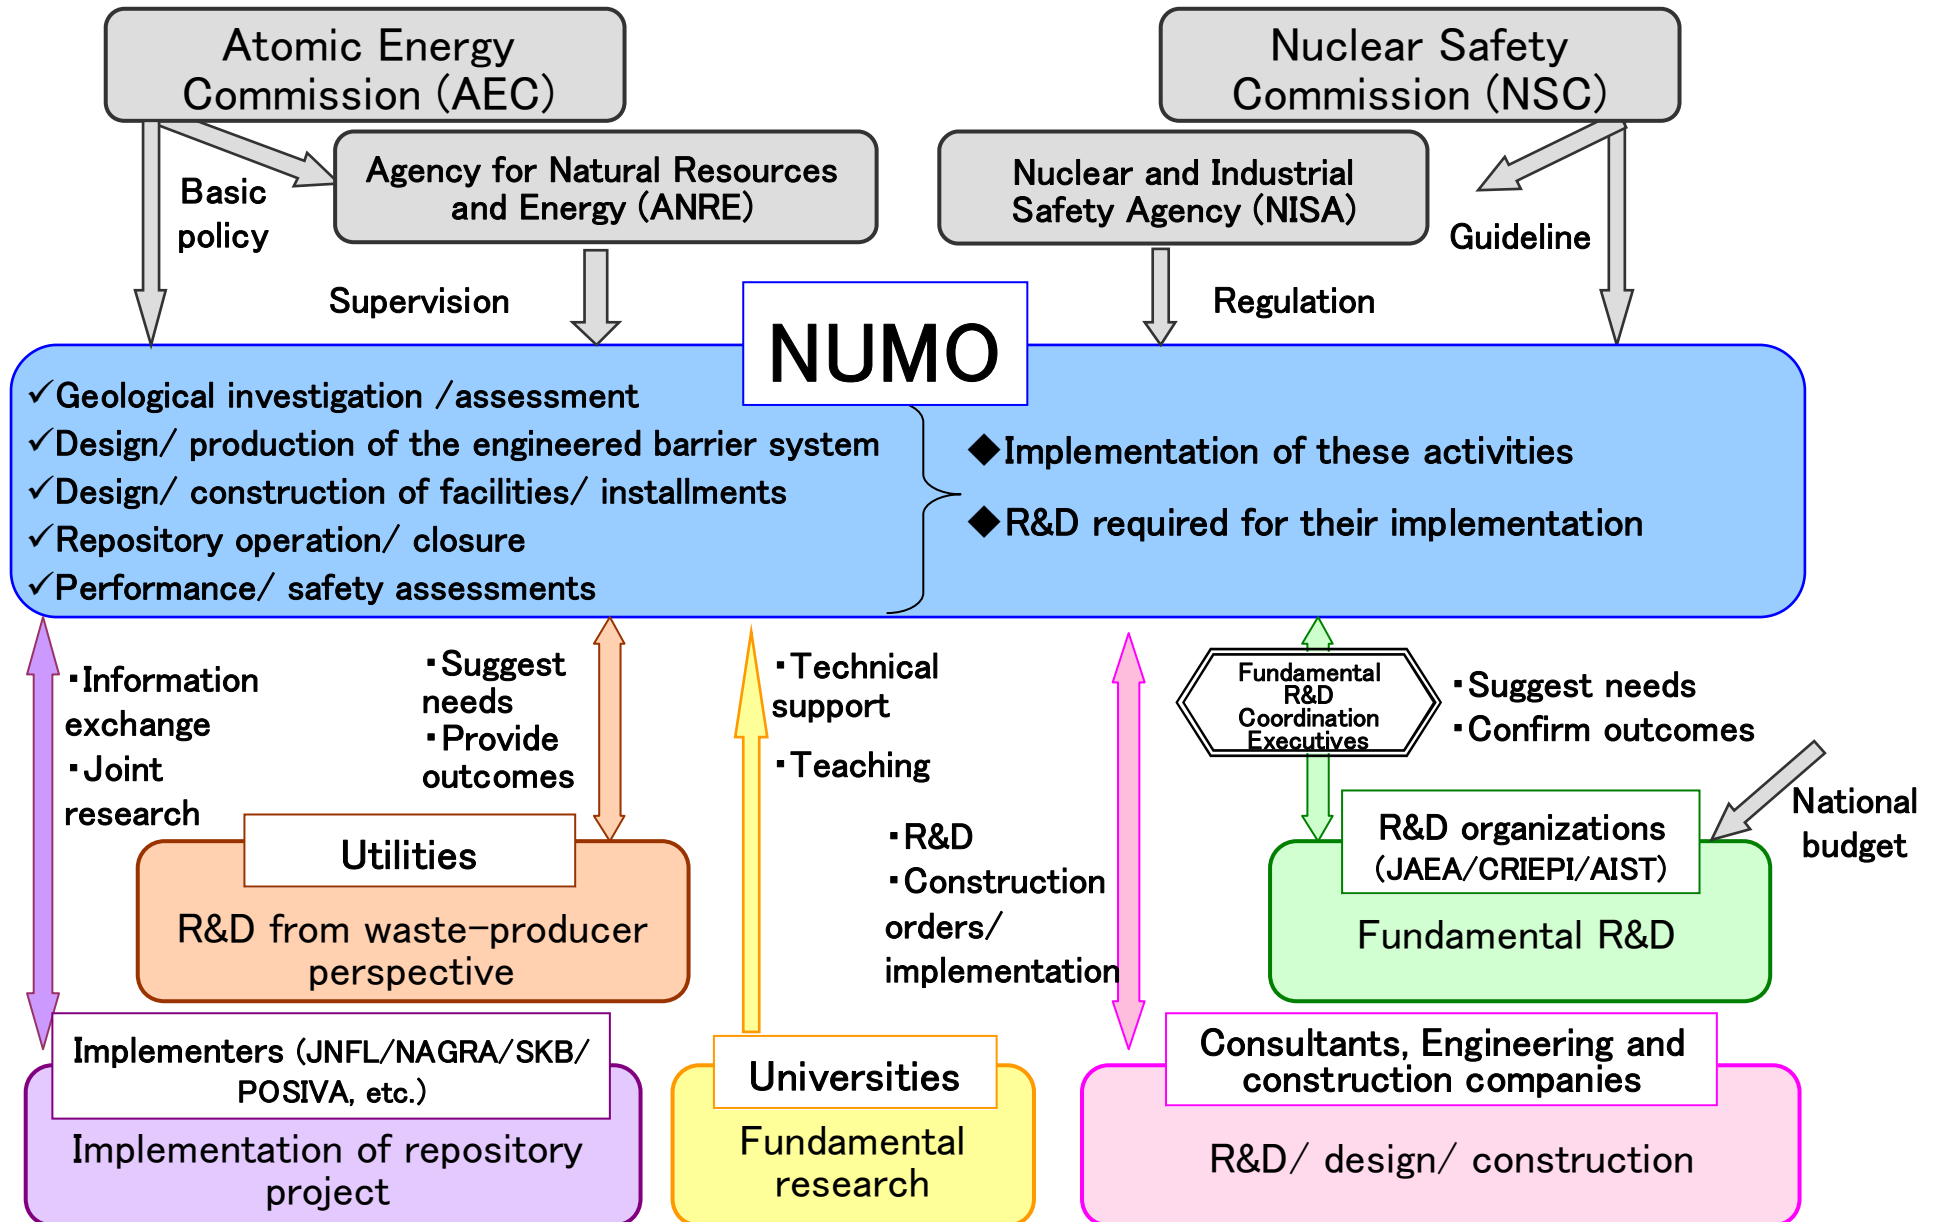 Atomic Energy
Commission (AEC)
Nuclear Safety
Commission (NSC)
Agency for Natural Resources
and Energy (ANRE)
Nuclear and Industrial
Safety Agency (NISA)
Basic
policy
Guideline
Supervision
Regulation
NUMO
✓Geological investigation /assessment
✓Design/ production of the engineered barrier system
✓Design/ construction of facilities/ installments
✓Repository operation/ closure
✓Performance/ safety assessments
◆Implementation of these activities
◆R&D required for their implementation
・Information
exchange
・Joint
research
・Suggest
needs
・Provide
outcomes
・Technical
support
・Teaching
・R&D
・Construction
orders/
implementation
Fundamental
R&D
Coordination
Executives
・Suggest needs
・Confirm outcomes
National
budget
Utilities
R&D from waste-producer
perspective
R&D organizations
(JAEA/CRIEPI/AIST)
Fundamental R&D
Implementers (JNFL/NAGRA/SKB/
POSIVA, etc.)
Implementation of repository
project
Universities
Fundamental
research
Consultants, Engineering and
construction companies
R&D/ design/ construction